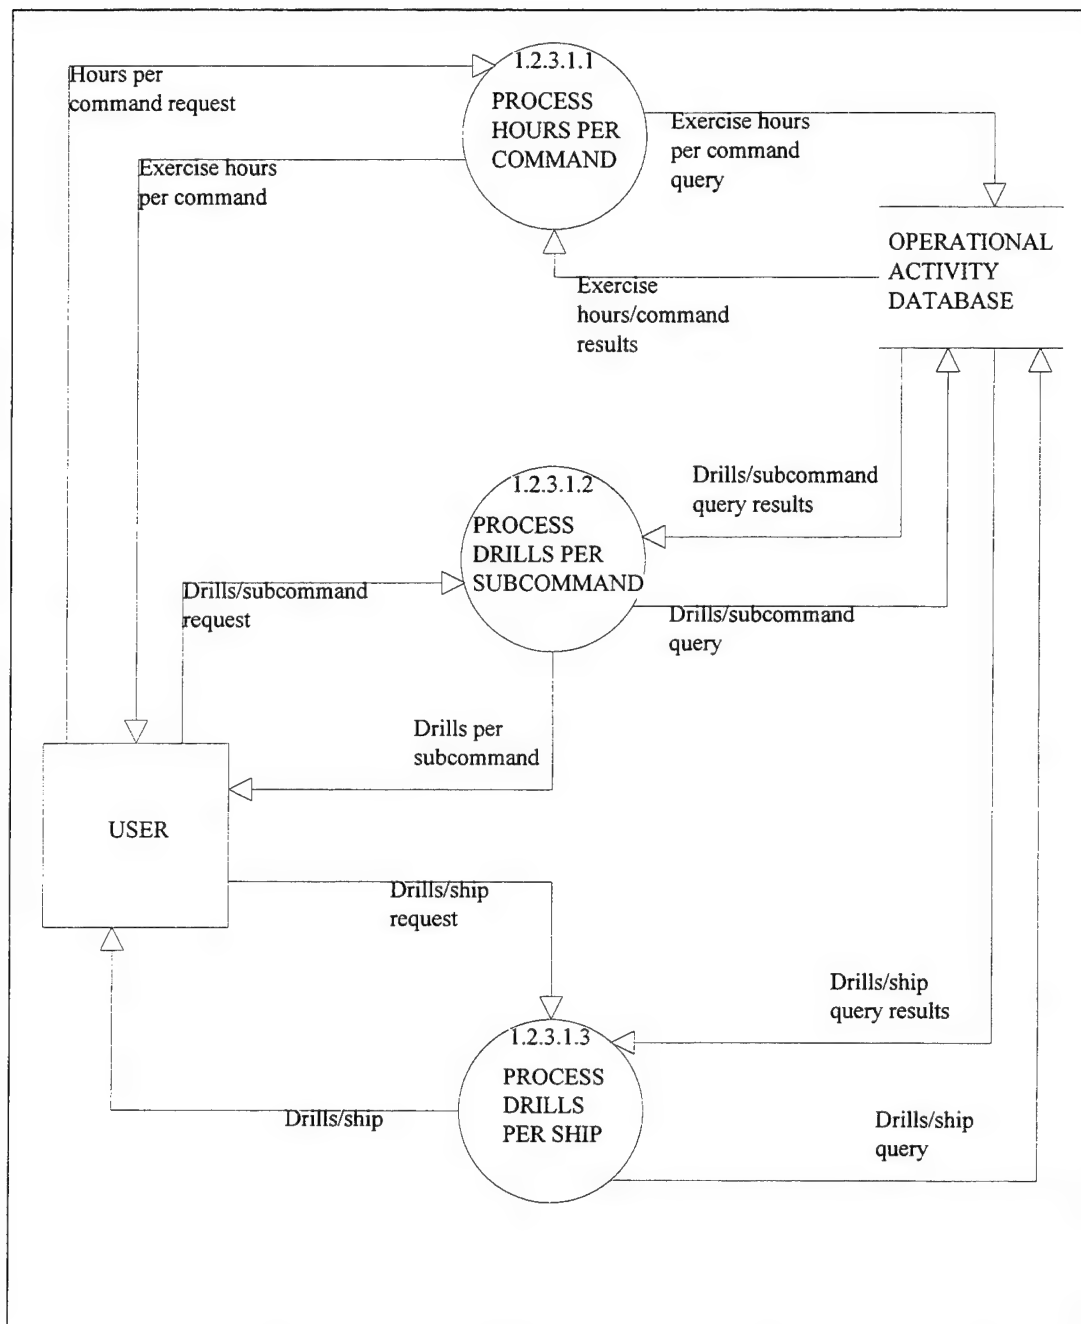 1.2.3.1.1
PROCESS
HOURS PER
COMMAND
Hours per
command request
Exercise hours
per command
Exercise hours
per command
query
OPERATIONAL
ACTIVITY
DATABASE
Exercise
hours/command
results
1.2.3.1.2
PROCESS
DRILLS PER
SUBCOMMAND
Drills/subcommand
query results
Drills/subcommand
request
Drills/subcommand
query
Drills per
subcommand
USER
Drills/ship
request
Drills/ship
query results
1.2.3.1.3
PROCESS
DRILLS
PER SHIP
Drills/ship
Drills/ship
query